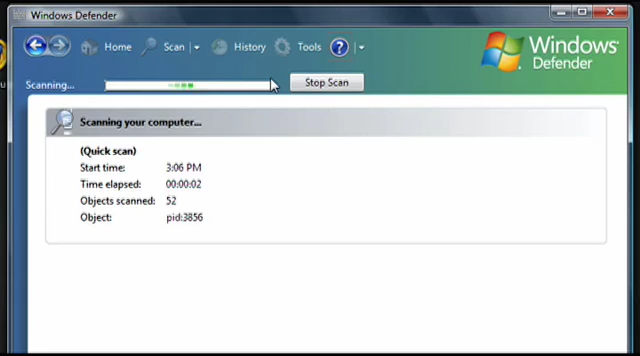 Windows Defender
Home Scan History Tools ?
Windows
Defender
Scanning... Stop Scan
Scanning your computer...
(Quick scan)
Start time: 3:06 PM
Time elapsed: 00:00:02
Objects scanned: 52
Object: pid:3856